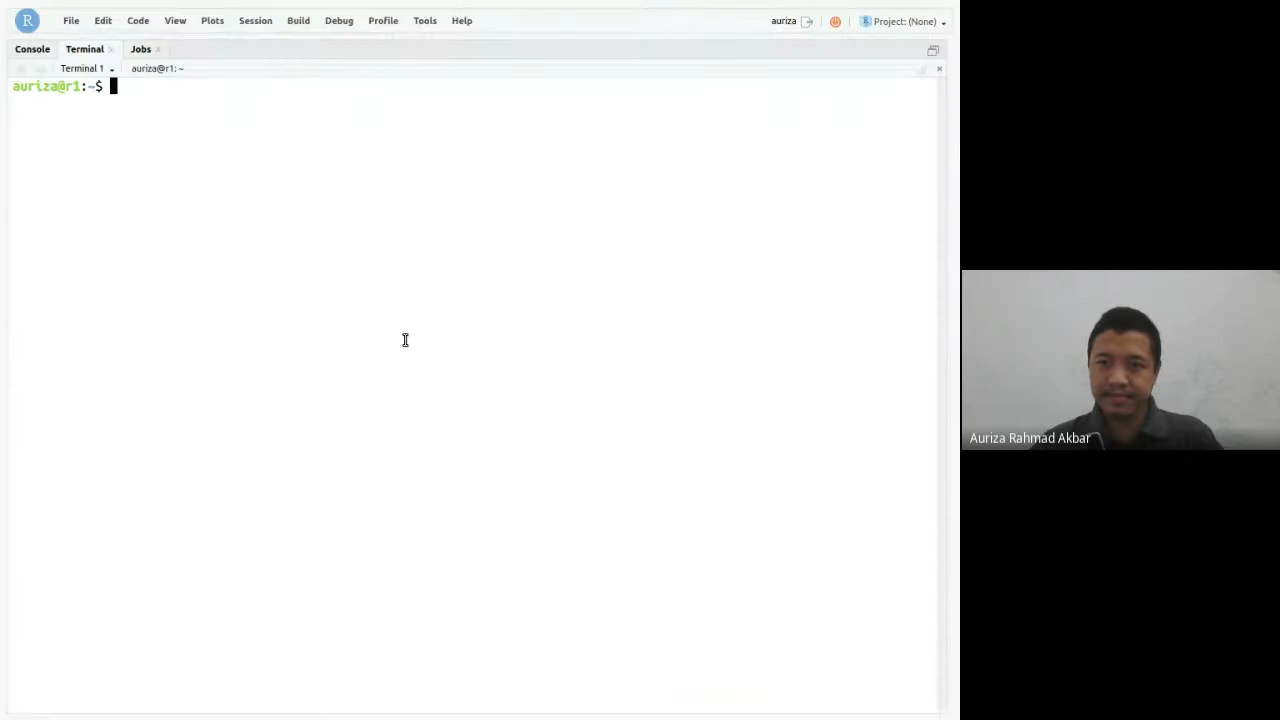 R
File Edit Code View Plots Session Build Debug Profile Tools Help
auriza
R Project: (None)
Console Terminal Jobs
Terminal 1 auriza@r1: ~
auriza@r1:~$
Auriza Rahmad Akbar